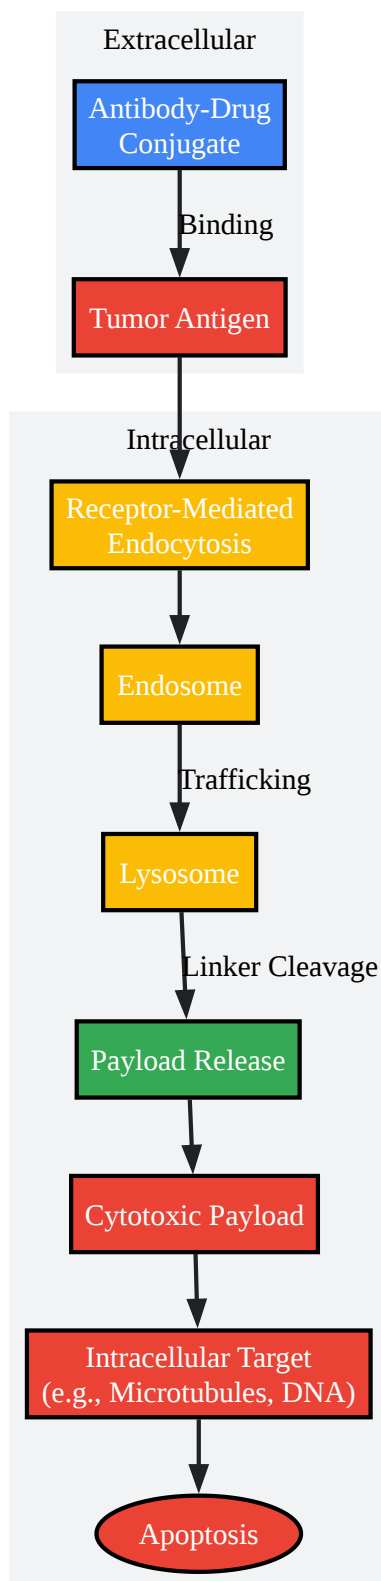 Extracellular
Antibody-Drug
Conjugate
Binding
Tumor Antigen
Intracellular
Receptor-Mediated
Endocytosis
Endosome
Trafficking
Lysosome
Linker Cleavage
Payload Release
Cytotoxic Payload
Intracellular Target
(e.g., Microtubules, DNA)
Apoptosis